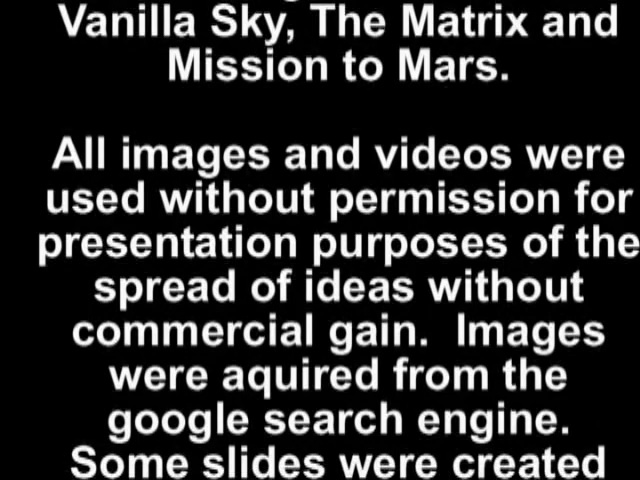 Vanilla Sky, The Matrix and
Mission to Mars.
All images and videos were
used without permission for
presentation purposes of the
spread of ideas without
commercial gain. Images
were aquired from the
google search engine.
Some slides were created